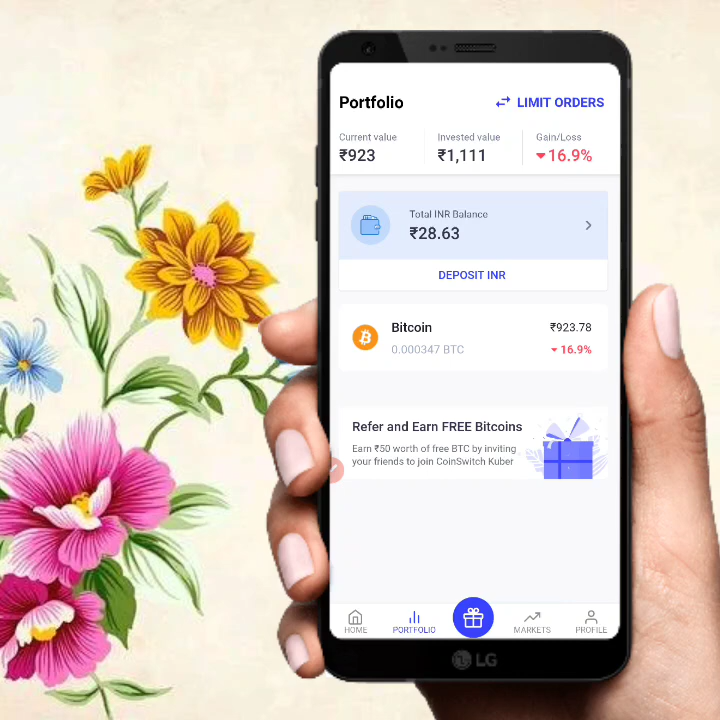 Portfolio
LIMIT ORDERS
Current value
Invested value
Gain/Loss
₹923
₹1,111
16.9%
Total INR Balance
₹28.63
DEPOSIT INR
Bitcoin
₹923.78
0.000347 BTC
16.9%
Refer and Earn FREE Bitcoins
Earn ₹50 worth of free BTC by inviting
your friends to join CoinSwitch Kuber
HOME
PORTFOLIO
MARKETS
PROFILE
LG